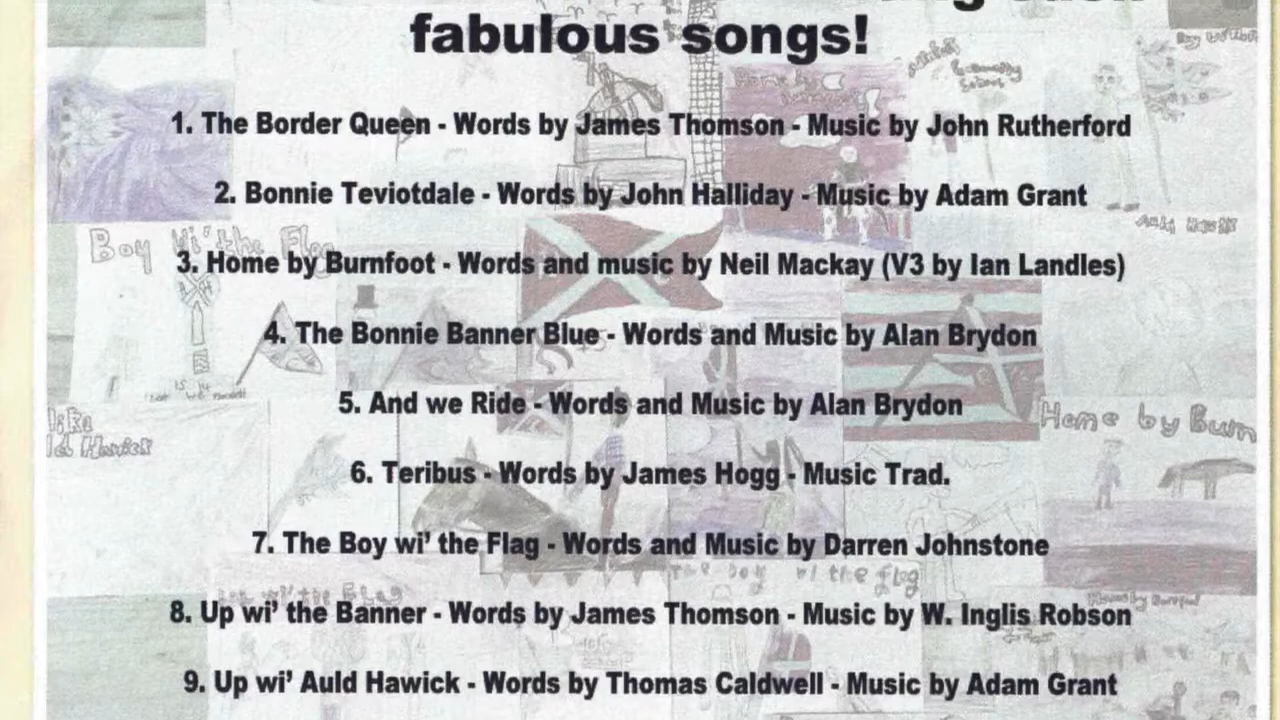 fabulous songs!
1. The Border Queen - Words by James Thomson - Music by John Rutherford
2. Bonnie Teviotdale - Words by John Halliday - Music by Adam Grant
Boy wi' the Flag
3. Home by Burnfoot - Words and music by Neil Mackay (V3 by Ian Landles)
4. The Bonnie Banner Blue - Words and Music by Alan Brydon
5. And we Ride - Words and Music by Alan Brydon
Home by Burn
6. Teribus - Words by James Hogg - Music Trad.
7. The Boy wi' the Flag - Words and Music by Darren Johnstone
The boy wi the flag
8. Up wi' the Banner - Words by James Thomson - Music by W. Inglis Robson
9. Up wi' Auld Hawick - Words by Thomas Caldwell - Music by Adam Grant